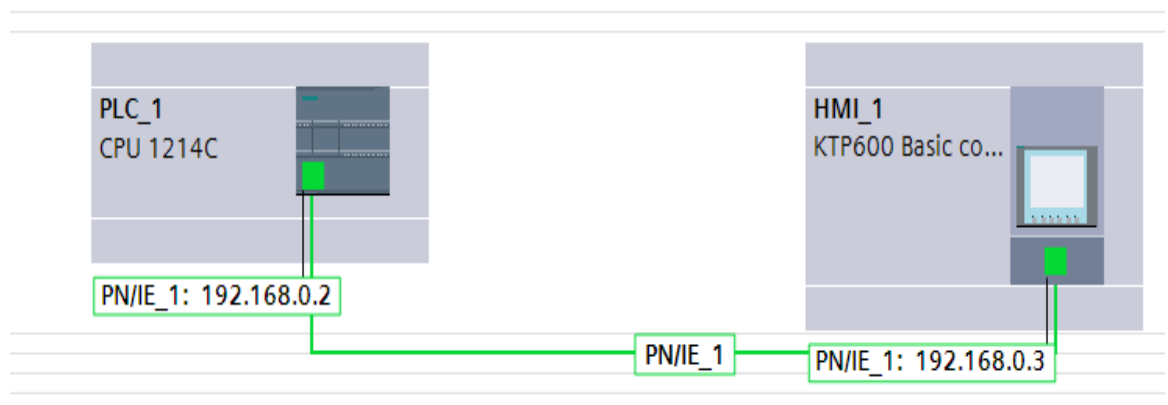 PLC_1
CPU 1214C
PN/IE_1: 192.168.0.2
HMI_1
KTP600 Basic co...
PN/IE_1
PN/IE_1: 192.168.0.3